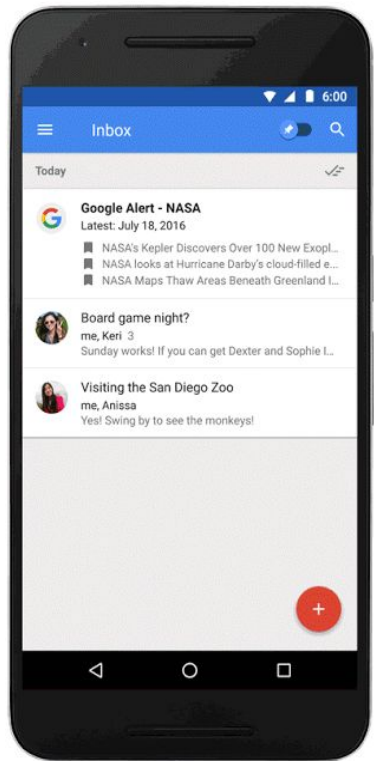 6:00
Inbox
Today
Google Alert - NASA
Latest: July 18, 2016
NASA's Kepler Discovers Over 100 New Exopl...
NASA looks at Hurricane Darby's cloud-filled e...
NASA Maps Thaw Areas Beneath Greenland I...
Board game night?
me, Keri 3
Sunday works! If you can get Dexter and Sophie I...
Visiting the San Diego Zoo
me, Anissa
Yes! Swing by to see the monkeys!